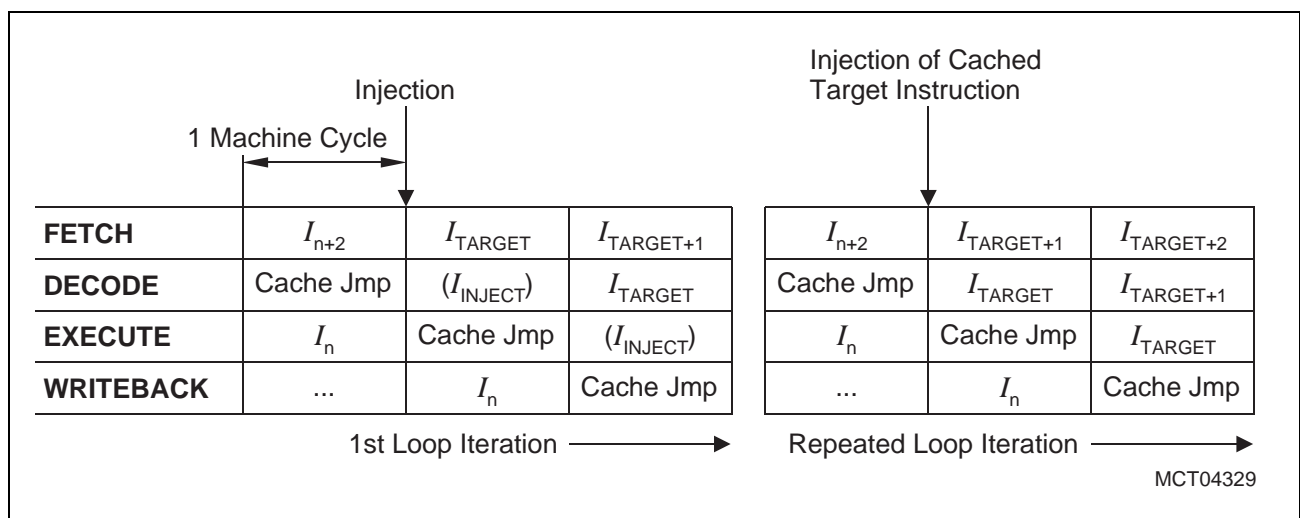 Injection
Injection of Cached
Target Instruction
1 Machine Cycle
FETCH In+2 ITARGET ITARGET+1 In+2 ITARGET+1 ITARGET+2
DECODE Cache Jmp (IINJECT) ITARGET Cache Jmp ITARGET ITARGET+1
EXECUTE In Cache Jmp (IINJECT) In Cache Jmp ITARGET
WRITEBACK ... In Cache Jmp ... In Cache Jmp
1st Loop Iteration Repeated Loop Iteration
MCT04329